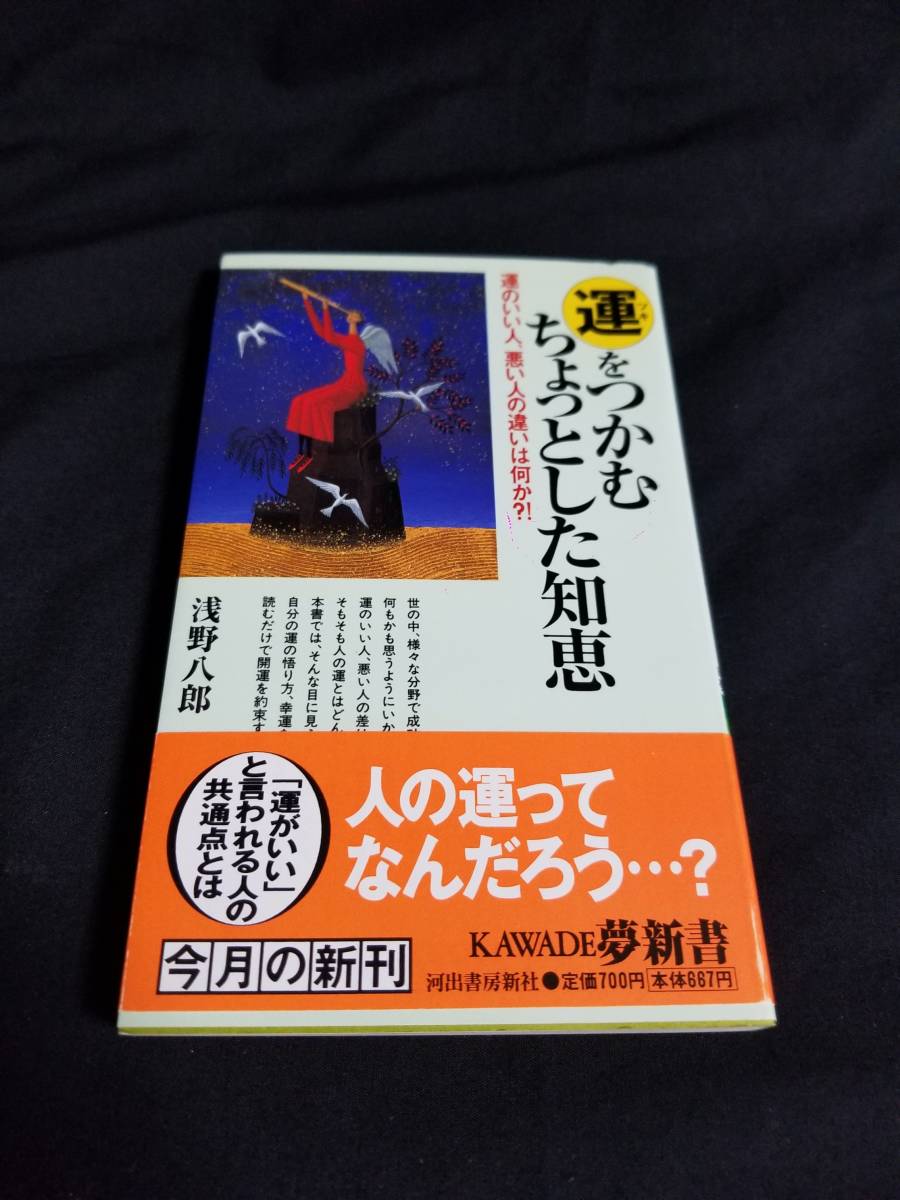 運をつかむ
ツキ
ちょっとした知恵
運のいい人、悪い人の違いは何か?!
世の中、様々な分野で成功
何もかも思うようにいか
運のいい人、悪い人の差は
そもそも人の運とはどん
本書では、そんな目に見え
自分の運の悟り方、幸運を
読むだけで開運を約束す
浅野八郎
「運がいい」
と言われる人の
共通点とは
人の運って
なんだろう…?
今月の新刊
KAWADE夢新書
河出書房新社●定価700円 本体667円